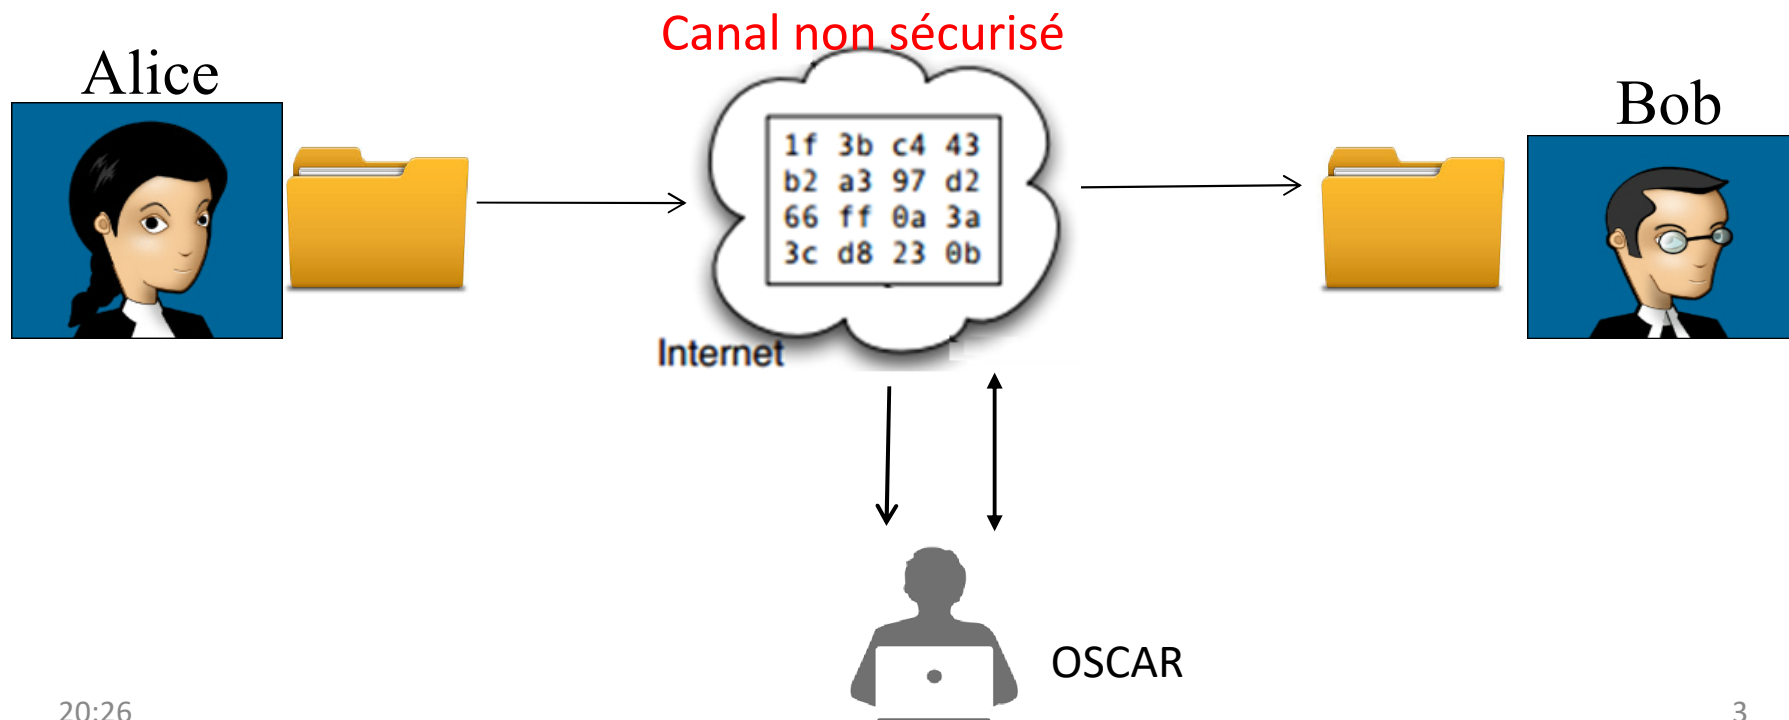 Canal non sécurisé
Alice
Bob
1f 3b c4 43
b2 a3 97 d2
66 ff 0a 3a
3c d8 23 0b
Internet
OSCAR
20:26
3